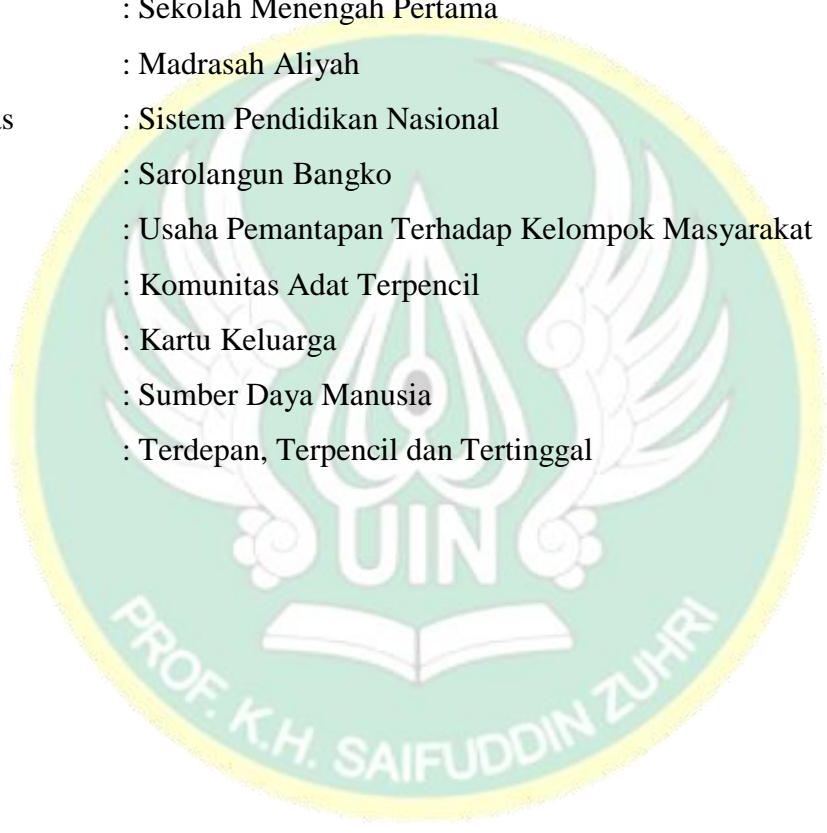 : Sekolah Menengah Pertama
: Madrasah Aliyah
as : Sistem Pendidikan Nasional
: Sarolangun Bangko
: Usaha Pemantapan Terhadap Kelompok Masyarakat
: Komunitas Adat Terpencil
: Kartu Keluarga
: Sumber Daya Manusia
: Terdepan, Terpencil dan Tertinggal
UIN
PROF. K.H. SAIFUDDIN ZUHRI